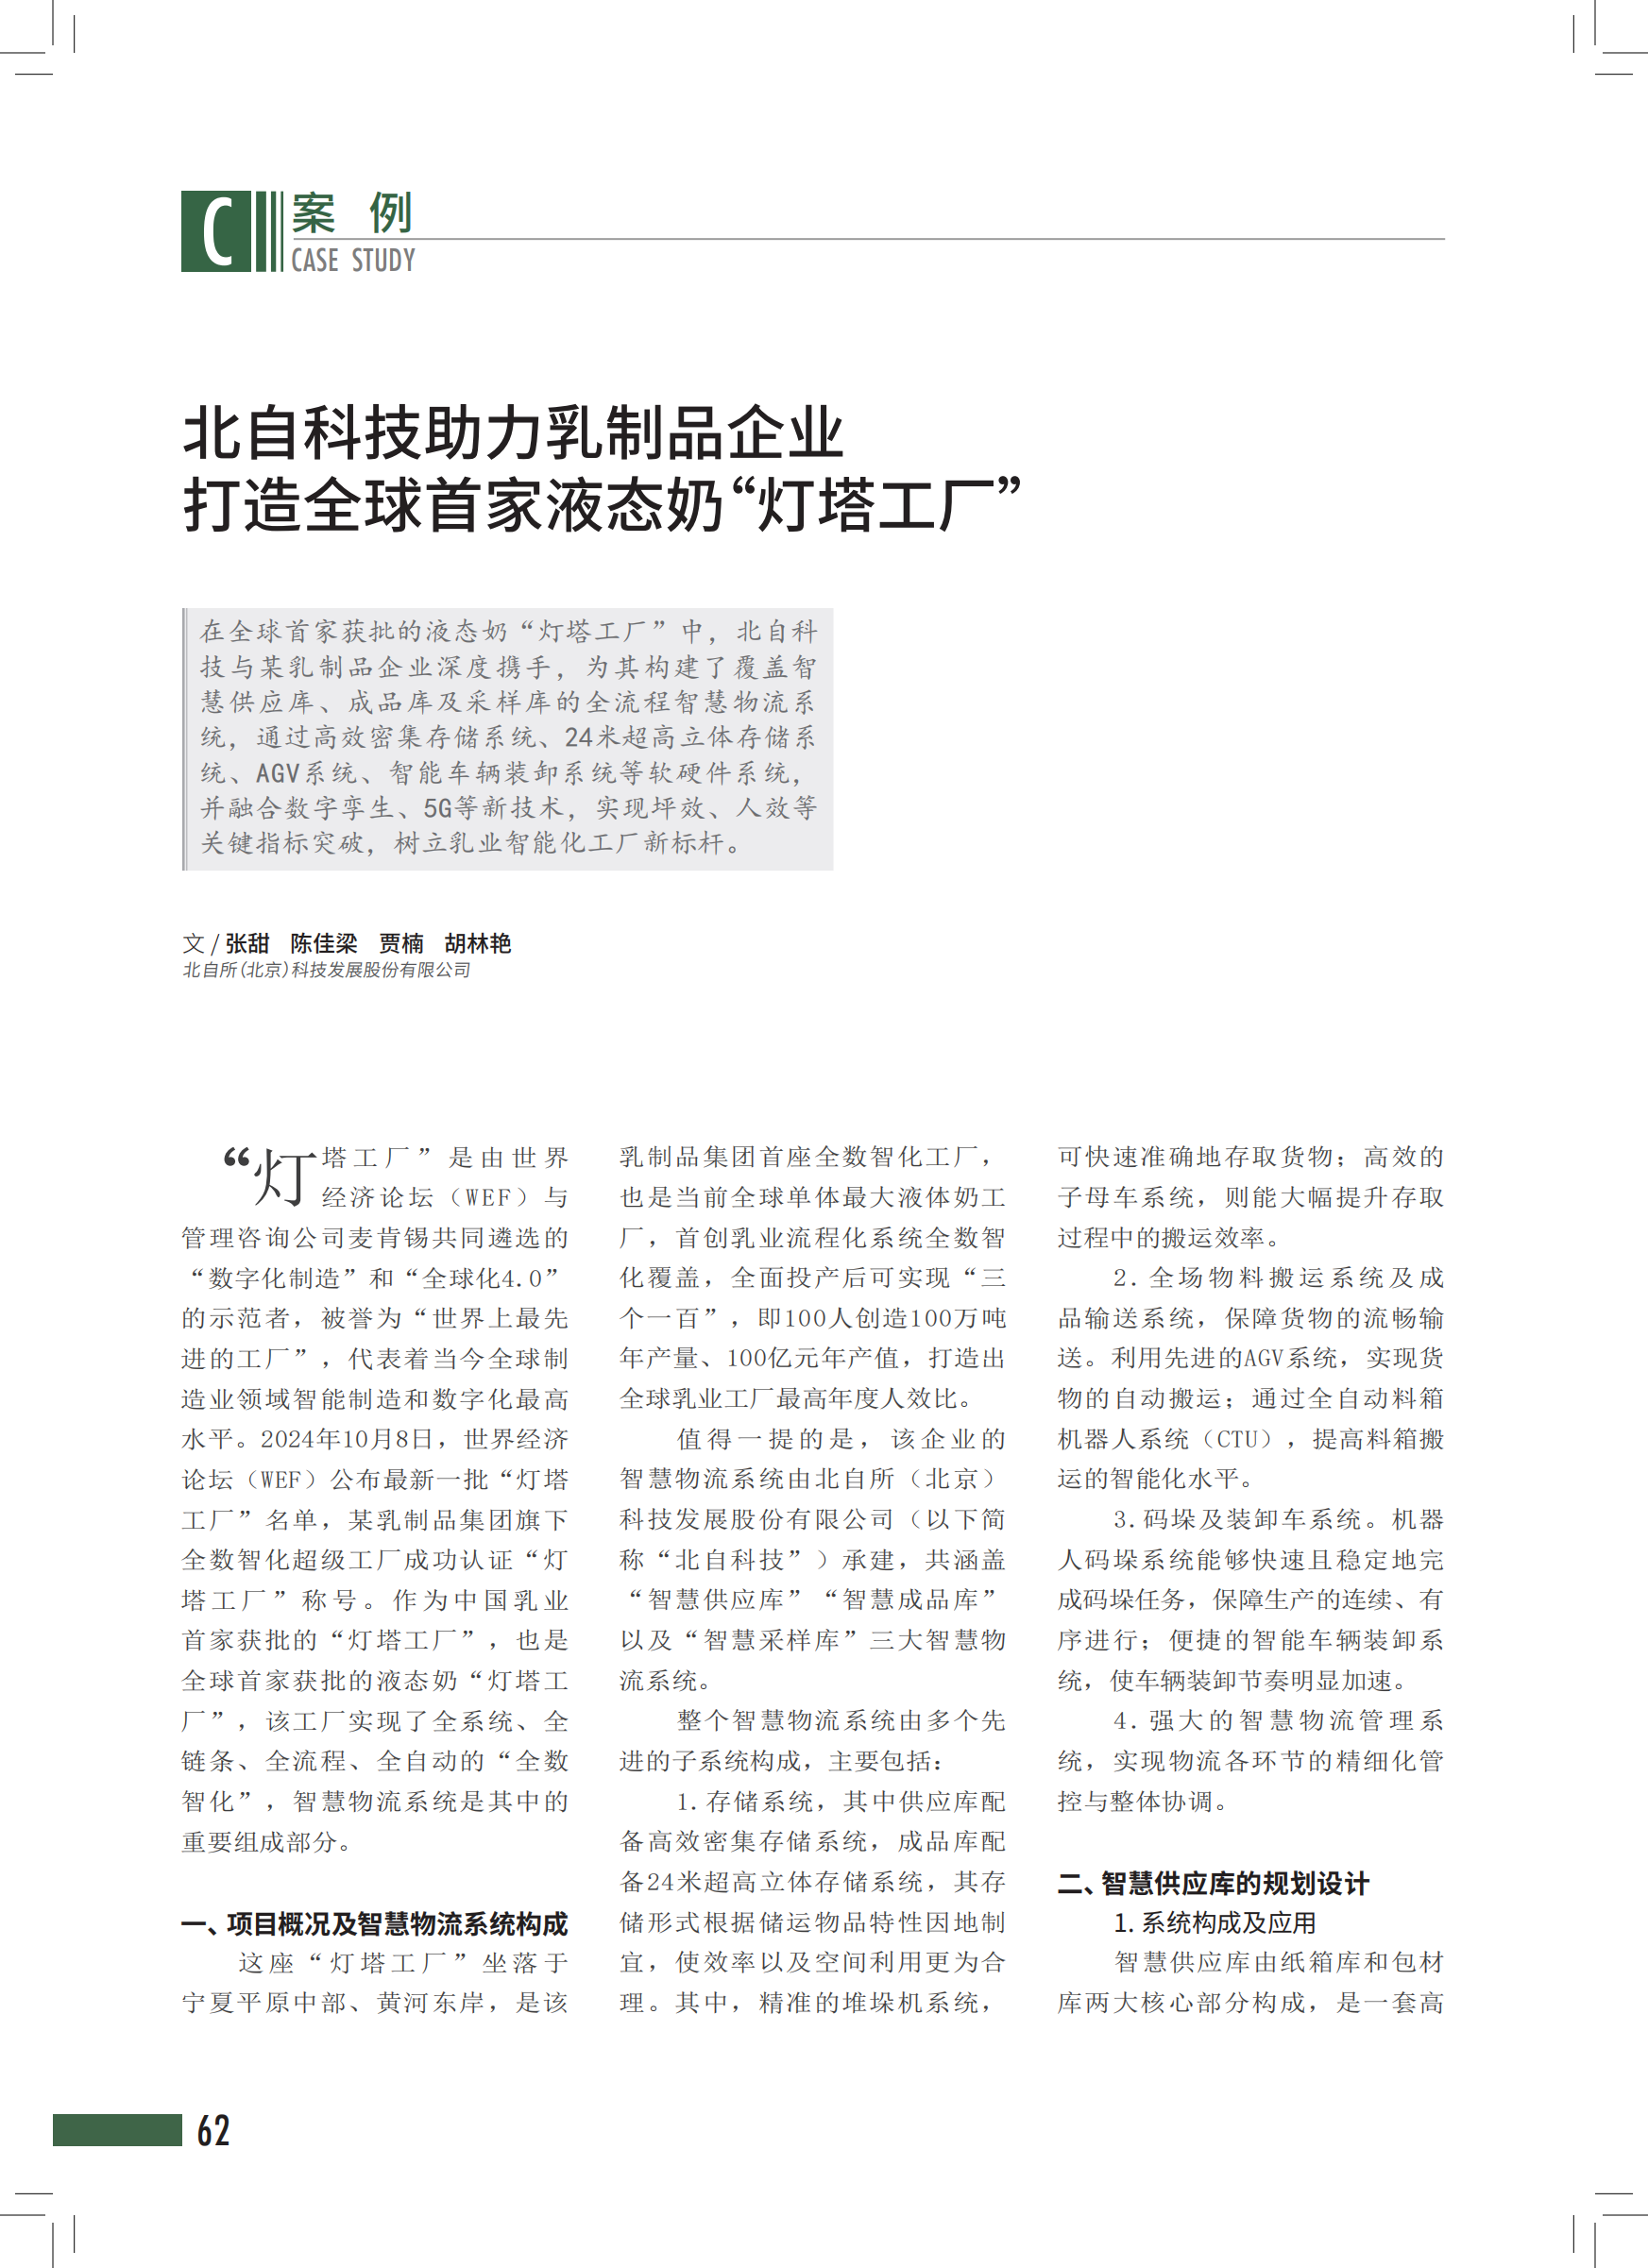 C
案 例
CASE STUDY
北自科技助力乳制品企业
打造全球首家液态奶“灯塔工厂”
在全球首家获批的液态奶“灯塔工厂”中，北自科
技与某乳制品企业深度携手，为其构建了覆盖智
慧供应库、成品库及采样库的全流程智慧物流系
统，通过高效密集存储系统、24米超高立体存储系
统、AGV系统、智能车辆装卸系统等软硬件系统，
并融合数字孪生、5G等新技术，实现坪效、人效等
关键指标突破，树立乳业智能化工厂新标杆。
文 / 张甜 陈佳梁 贾楠 胡林艳
北自所（北京）科技发展股份有限公司
“灯塔工厂”是由世界
经济论坛（WEF）与
管理咨询公司麦肯锡共同遴选的
“数字化制造”和“全球化4.0”
的示范者，被誉为“世界上最先
进的工厂”，代表着当今全球制
造业领域智能制造和数字化最高
水平。2024年10月8日，世界经济
论坛（WEF）公布最新一批“灯塔
工厂”名单，某乳制品集团旗下
全数智化超级工厂成功认证“灯
塔工厂”称号。作为中国乳业
首家获批的“灯塔工厂”，也是
全球首家获批的液态奶“灯塔工
厂”，该工厂实现了全系统、全
链条、全流程、全自动的“全数
智化”，智慧物流系统是其中的
重要组成部分。
一、项目概况及智慧物流系统构成
这座“灯塔工厂”坐落于
宁夏平原中部、黄河东岸，是该
乳制品集团首座全数智化工厂，
也是当前全球单体最大液体奶工
厂，首创乳业流程化系统全数智
化覆盖，全面投产后可实现“三
个一百”，即100人创造100万吨
年产量、100亿元年产值，打造出
全球乳业工厂最高年度人效比。
值得一提的是，该企业的
智慧物流系统由北自所（北京）
科技发展股份有限公司（以下简
称“北自科技”）承建，共涵盖
“智慧供应库”“智慧成品库”
以及“智慧采样库”三大智慧物
流系统。
整个智慧物流系统由多个先
进的子系统构成，主要包括：
1. 存储系统，其中供应库配
备高效密集存储系统，成品库配
备24米超高立体存储系统，其存
储形式根据储运物品特性因地制
宜，使效率以及空间利用更为合
理。其中，精准的堆垛机系统，
可快速准确地存取货物；高效的
子母车系统，则能大幅提升存取
过程中的搬运效率。
2. 全场物料搬运系统及成
品输送系统，保障货物的流畅输
送。利用先进的AGV系统，实现货
物的自动搬运；通过全自动料箱
机器人系统（CTU），提高料箱搬
运的智能化水平。
3. 码垛及装卸车系统。机器
人码垛系统能够快速且稳定地完
成码垛任务，保障生产的连续、有
序进行；便捷的智能车辆装卸系
统，使车辆装卸节奏明显加速。
4. 强大的智慧物流管理系
统，实现物流各环节的精细化管
控与整体协调。
二、智慧供应库的规划设计
1. 系统构成及应用
智慧供应库由纸箱库和包材
库两大核心部分构成，是一套高
62